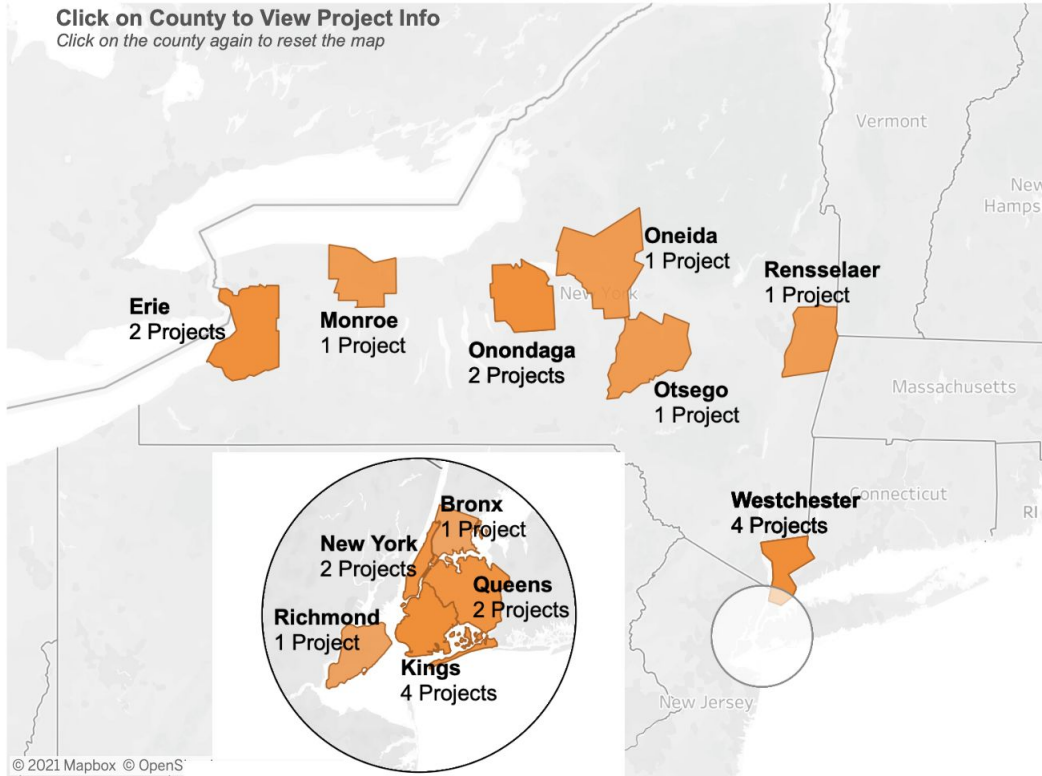 Click on County to View Project Info
Click on the county again to reset the map
Vermont
New
Hamps
Oneida
1 Project
Rensselaer
1 Project
Erie
2 Projects
Monroe
1 Project
New York
Onondaga
2 Projects
Otsego
1 Project
Massachusetts
Westchester
4 Projects
Connecticut
RI
Bronx
1 Project
New York
2 Projects
Queens
2 Projects
Richmond
1 Project
Kings
4 Projects
New Jersey
© 2021 Mapbox © OpenS